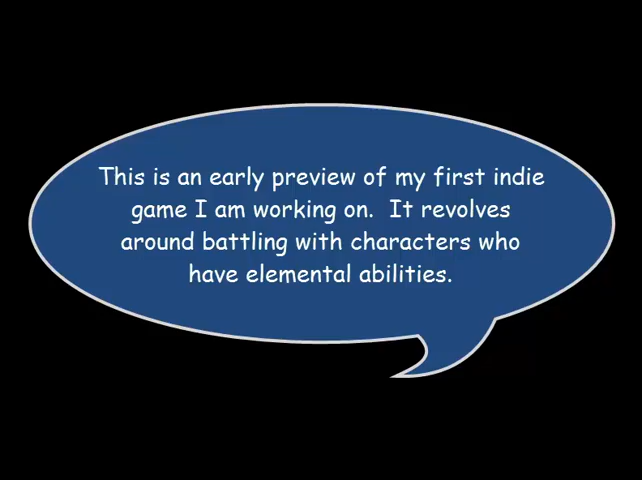 This is an early preview of my first indie
game I am working on.  It revolves
around battling with characters who
have elemental abilities.